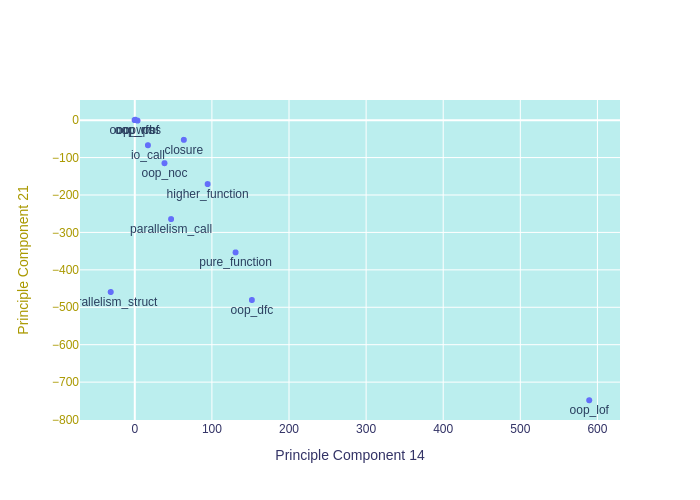 0
−100
−200
−300
−400
−500
−600
−700
−800
Principle Component 21
closure
io_call
oop_noc
higher_function
parallelism_call
pure_function
rallelism_struct
oop_dfc
oop_lof
0
100
200
300
400
500
600
Principle Component 14